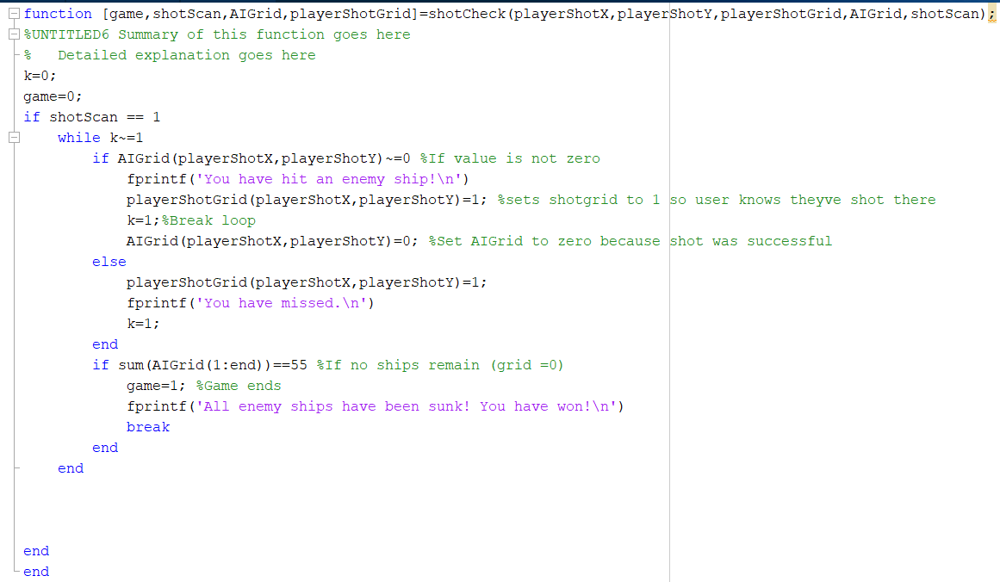 function [game,shotScan,AIGrid,playerShotGrid]=shotCheck(playerShotX,playerShotY,playerShotGrid,AIGrid,shotScan);
%UNTITLED6 Summary of this function goes here
%   Detailed explanation goes here
k=0;
game=0;
if shotScan == 1
    while k~=1
        if AIGrid(playerShotX,playerShotY)~=0 %If value is not zero
            fprintf('You have hit an enemy ship!\n')
            playerShotGrid(playerShotX,playerShotY)=1; %sets shotgrid to 1 so user knows theyve shot there
            k=1;%Break loop
            AIGrid(playerShotX,playerShotY)=0; %Set AIGrid to zero because shot was successful
        else
            playerShotGrid(playerShotX,playerShotY)=1;
            fprintf('You have missed.\n')
            k=1;
        end
        if sum(AIGrid(1:end))==55 %If no ships remain (grid =0)
            game=1; %Game ends
            fprintf('All enemy ships have been sunk! You have won!\n')
            break
        end
    end
end
end